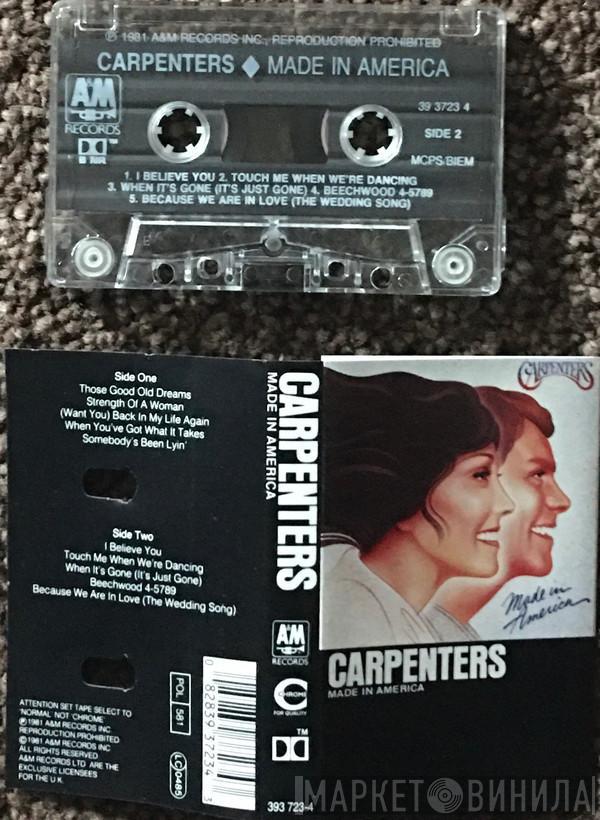 ℗ 1981 A&M RECORDS INC., REPRODUCTION PROHIBITED
CARPENTERS ◆ MADE IN AMERICA
A&M
RECORDS
39 3723 4
SIDE 2
MCPS/BIEM
B NR
TM
1. I BELIEVE YOU 2. TOUCH ME WHEN WE'RE DANCING
3. WHEN IT'S GONE (IT'S JUST GONE) 4. BEECHWOOD 4-5789
5. BECAUSE WE ARE IN LOVE (THE WEDDING SONG)
Side One
Those Good Old Dreams
Strength Of A Woman
(Want You) Back In My Life Again
When You've Got What It Takes
Somebody's Been Lyin'
Side Two
I Believe You
Touch Me When We're Dancing
When It's Gone (It's Just Gone)
Beechwood 4-5789
Because We Are In Love (The Wedding Song)
ATTENTION SET TAPE SELECT TO
'NORMAL' NOT 'CHROME'
℗1981 A&M RECORDS INC.
REPRODUCTION PROHIBITED
©1981 A&M RECORDS INC
ALL RIGHTS RESERVED
A&M RECORDS LTD ARE THE
EXCLUSIVE LICENSEES
FOR THE U.K.
POL 581
LC0485
0 82839 37234 3
CARPENTERS
MADE IN AMERICA
A&M
RECORDS
CHROME
FOR QUALITY
TM
393 723-4
CARPENTERS
Made in
America
CARPENTERS
MADE IN AMERICA
МАРКЕТ ВИНИЛА